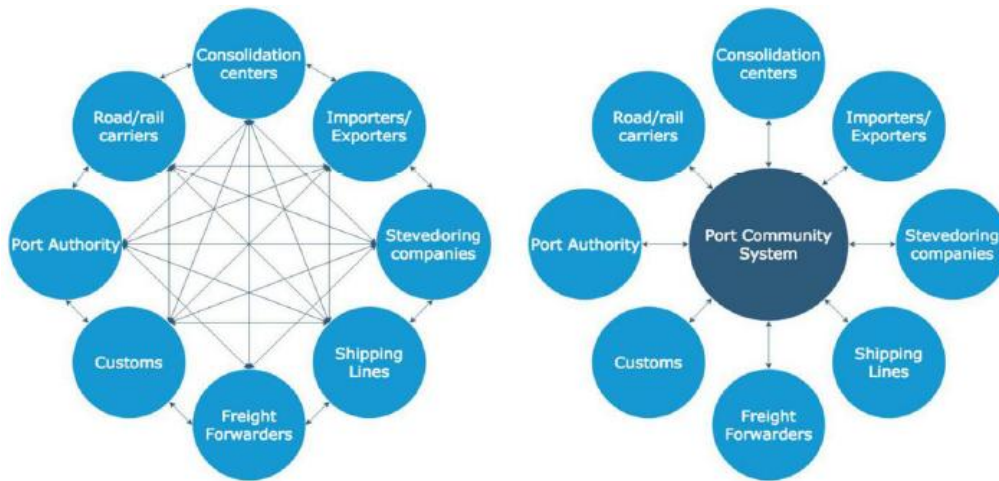 Consolidation
centers
Road/rail
carriers
Importers/
Exporters
Port Authority
Stevedoring
companies
Customs
Shipping
Lines
Freight
Forwarders
Consolidation
centers
Road/rail
carriers
Importers/
Exporters
Port Authority
Port Community
System
Stevedoring
companies
Customs
Shipping
Lines
Freight
Forwarders